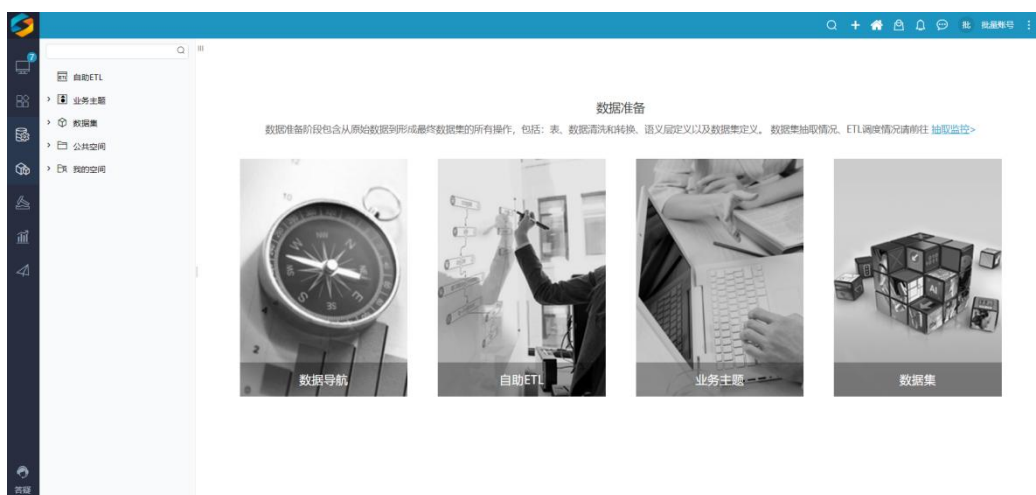 批 批量账号
7
自助ETL
业务主题
数据集
公共空间
我的空间
数据准备
数据准备阶段包含从原始数据到形成最终数据集的所有操作，包括：表、数据清洗和转换、语义层定义以及数据集定义。 数据集抽取情况、ETL调度情况请前往 抽取监控>
数据导航
自助ETL
业务主题
数据集
答疑